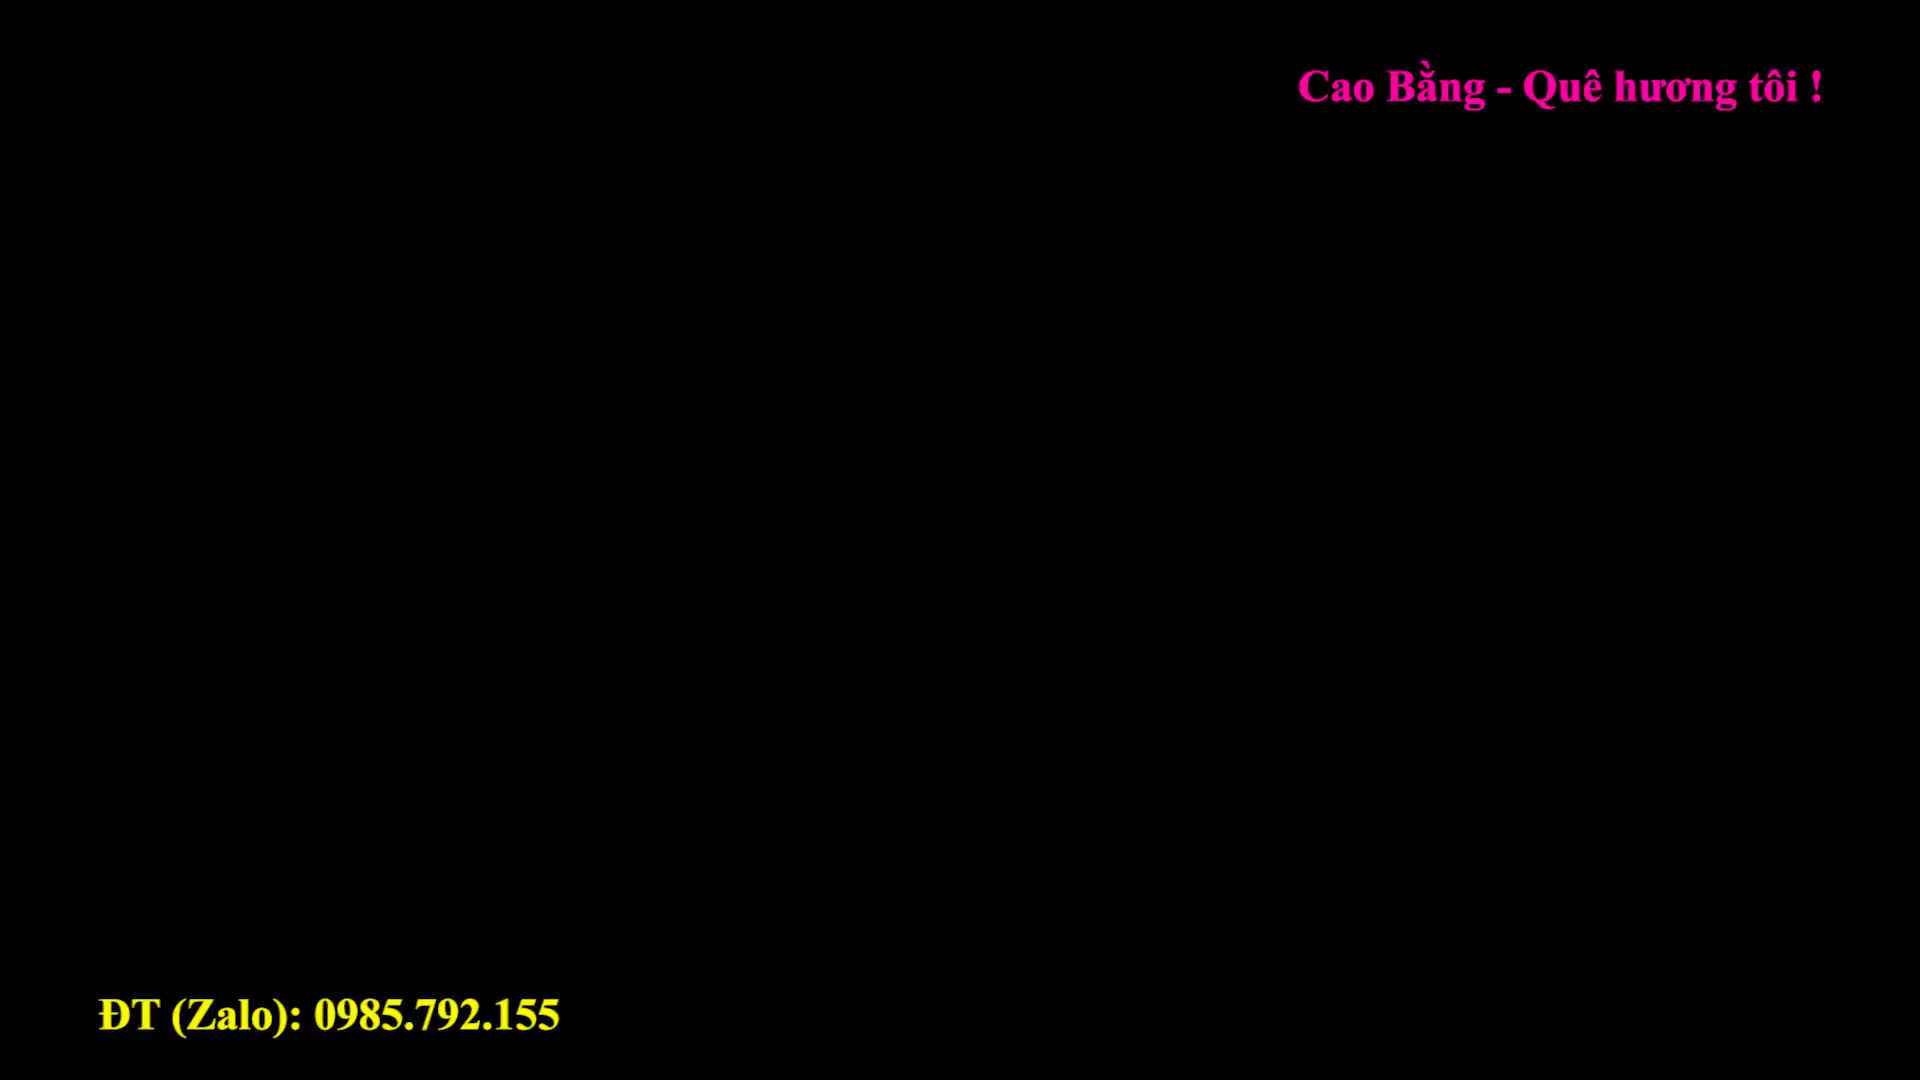 Cao Bằng - Quê hương tôi !
ĐT (Zalo): 0985.792.155